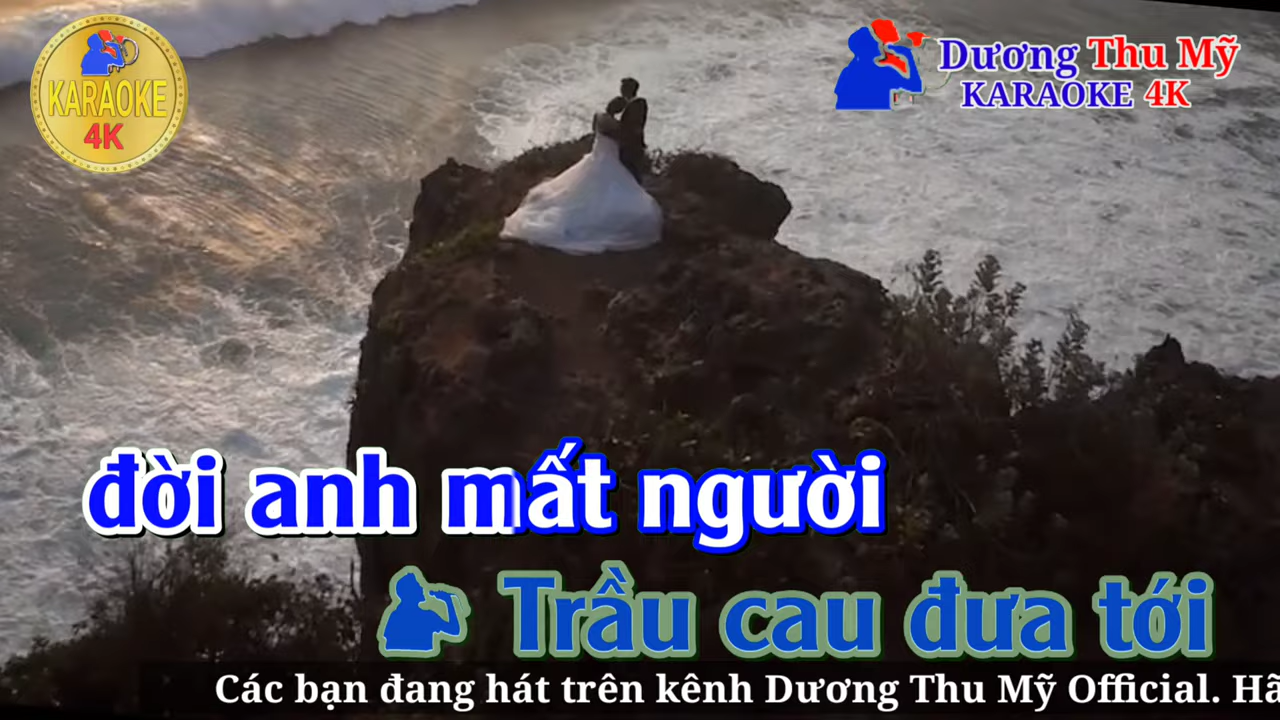 KARAOKE
4K
Dương Thu Mỹ
KARAOKE 4K
đời anh mất người
Trầu cau đưa tới
Các bạn đang hát trên kênh Dương Thu Mỹ Official. Hã